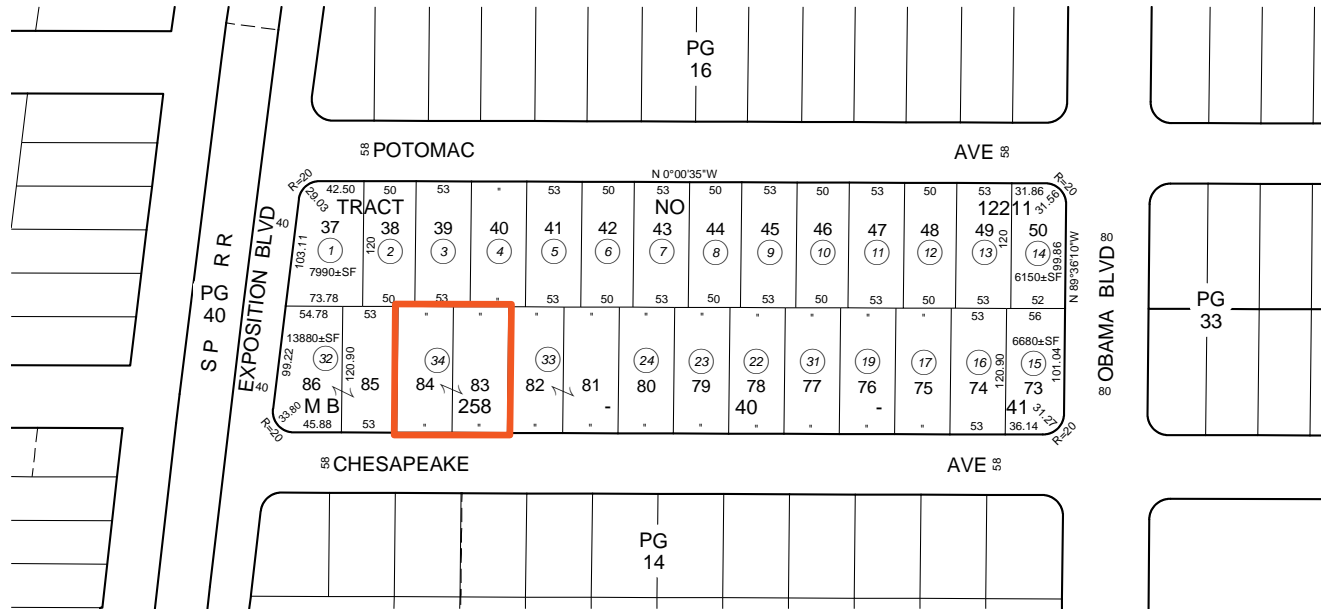 PG
16
58 POTOMAC AVE 58
N 0°00'35"W
R=20 42.50 50 53 " 53 50 53 50 53 50 53 50 53 31.86 R=20
29.03 TRACT NO 12211 31.56
40 37 38 39 40 41 42 43 44 45 46 47 48 49 50 80
103.11 1 120 2 3 4 5 6 7 8 9 10 11 12 13 120 14 99.86 N 89°36'10"W
7990±SF 6150±SF
73.78 50 53 " 53 50 53 50 53 50 53 50 53 52
SP RR
PG
40
EXPOSITION BLVD
OBAMA BLVD
PG
33
54.78 53 " " " " " " " " " " 53 56
13880±SF 6680±SF
99.22 32 120.90 34 33 24 23 22 31 19 17 16 120.90 15 101.04
40 86 85 84 83 82 81 80 79 78 77 76 75 74 73 80
33.80 M B 258 - 40 - 41 31.27
R=20 45.88 53 " " " " " " " " " " 53 36.14 R=20
58 CHESAPEAKE AVE 58
PG
14